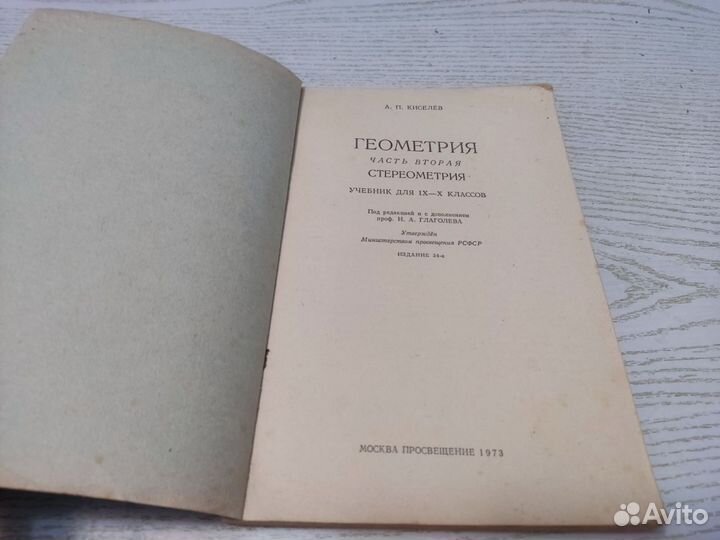 А. П. КИСЕЛЁВ
ГЕОМЕТРИЯ
ЧАСТЬ ВТОРАЯ
СТЕРЕОМЕТРИЯ
УЧЕБНИК ДЛЯ IX—X КЛАССОВ
Под редакцией и с дополнением
проф. Н. А. ГЛАГОЛЕВА
Утверждён
Министерством просвещения РСФСР
ИЗДАНИЕ 34-е
МОСКВА ПРОСВЕЩЕНИЕ 1973
Avito